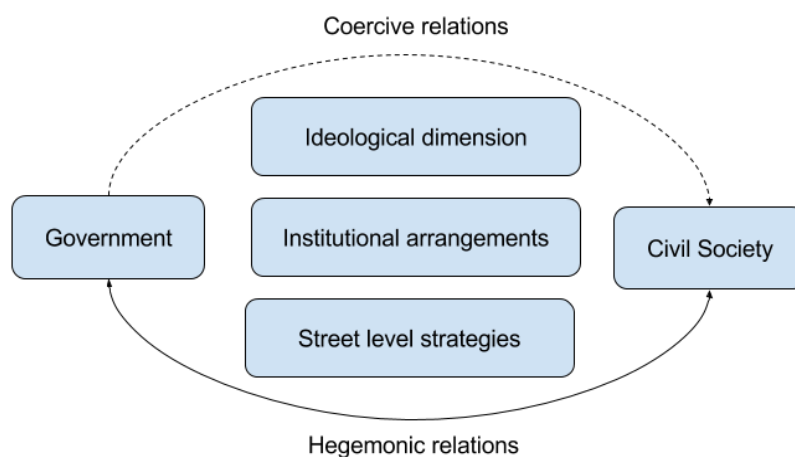 Coercive relations
Ideological dimension
Government
Institutional arrangements
Civil Society
Street level strategies
Hegemonic relations